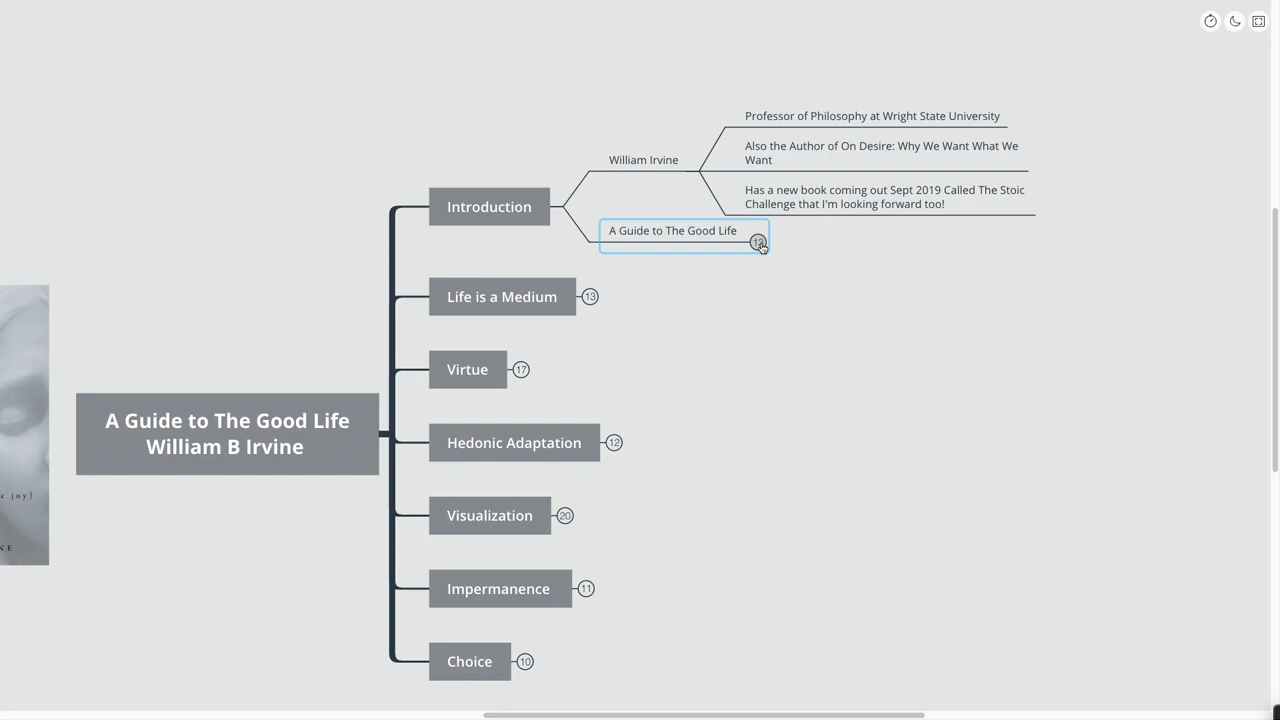 Professor of Philosophy at Wright State University
Also the Author of On Desire: Why We Want What We
Want
William Irvine
Has a new book coming out Sept 2019 Called The Stoic
Challenge that I'm looking forward to!
Introduction
A Guide to The Good Life
Life is a Medium
13
Virtue
17
A Guide to The Good Life
William B Irvine
Hedonic Adaptation
12
c joy)
Visualization
20
NE
Impermanence
11
Choice
10